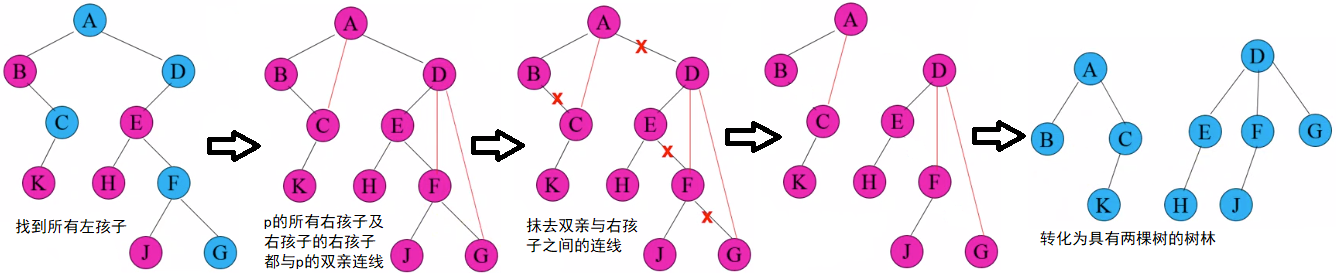 A
B D
C E
K H F
J G
找到所有左孩子
A
B D
C E
K H F
J G
p的所有右孩子及
右孩子的右孩子
都与p的双亲连线
A
X
B D
X
C E
X
K H F
X
J G
抹去双亲与右孩
子之间的连线
A
B D
C E
K H F
J G
A D
B C E F G
K H J
转化为具有两棵树的树林